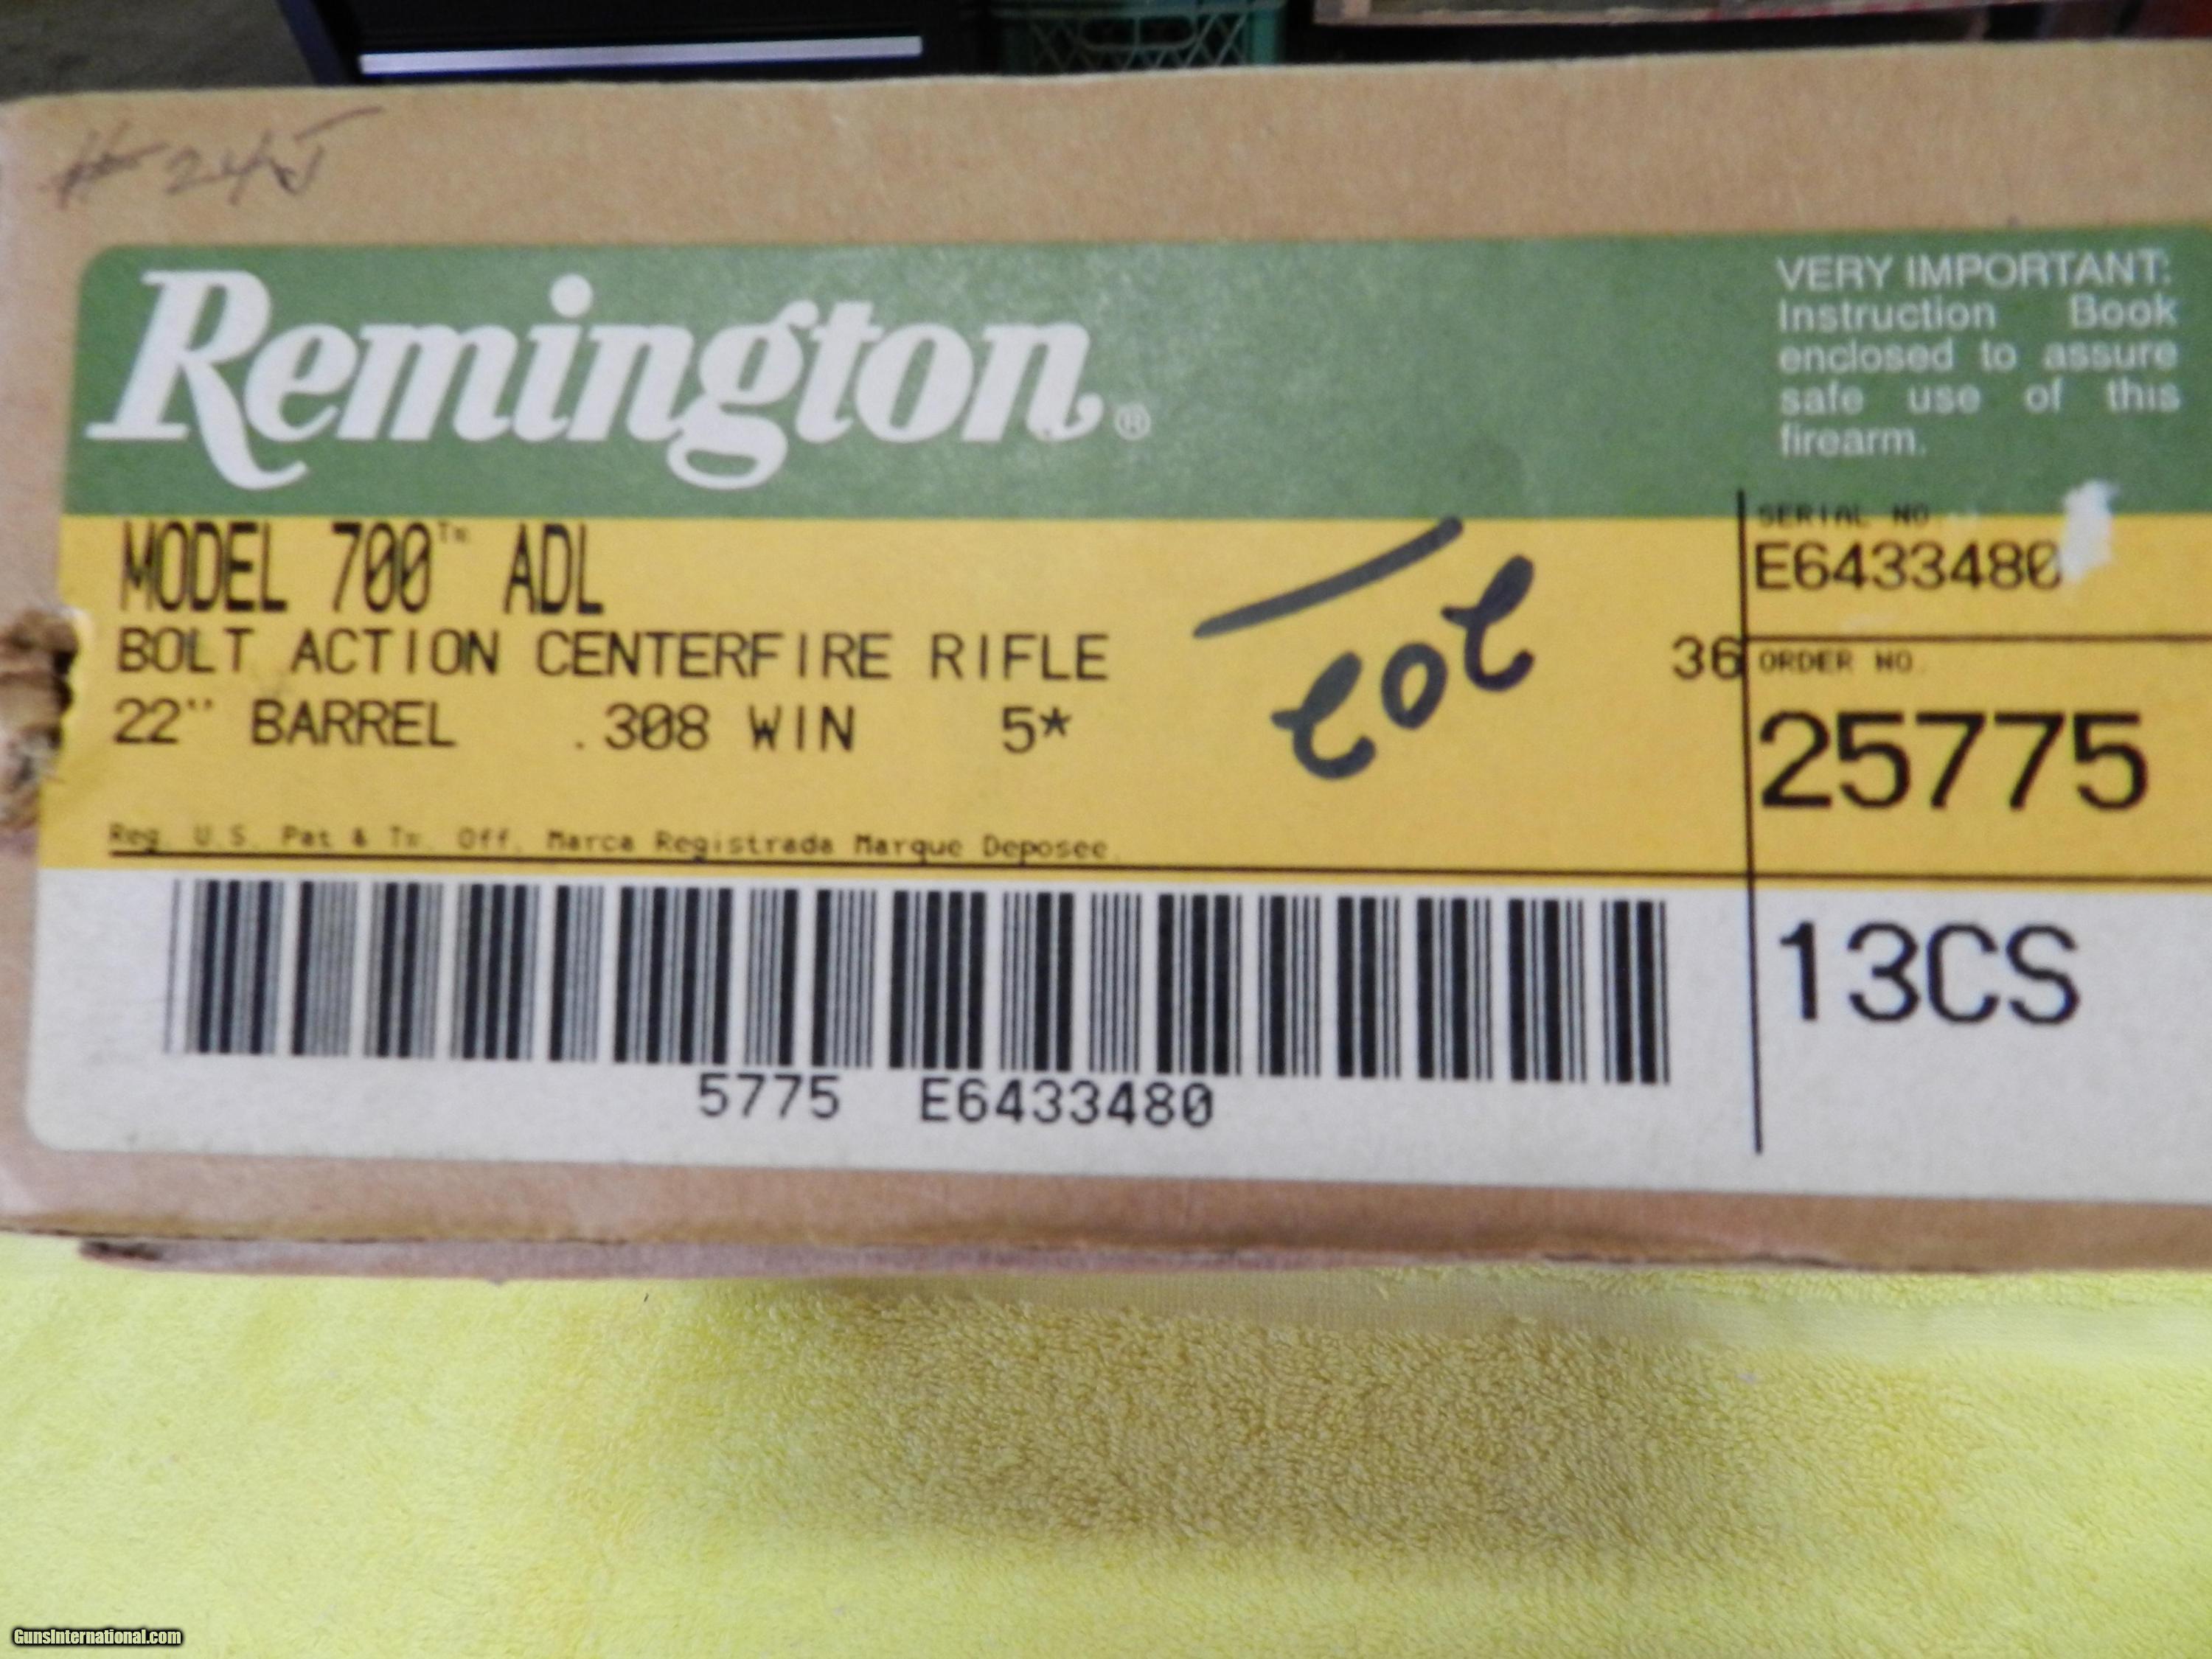 # 245
Remington®
VERY IMPORTANT:
Instruction Book
enclosed to assure
safe use of this
firearm.
MODEL 700™ ADL
BOLT ACTION CENTERFIRE RIFLE
22" BARREL .308 WIN 5*
36
SERIAL NO.
E6433480
ORDER NO.
25775
Reg. U.S. Pat & Tm. Off. Marca Registrada Marque Deposee.
13CS
5775 E6433480
GunsInternational.com